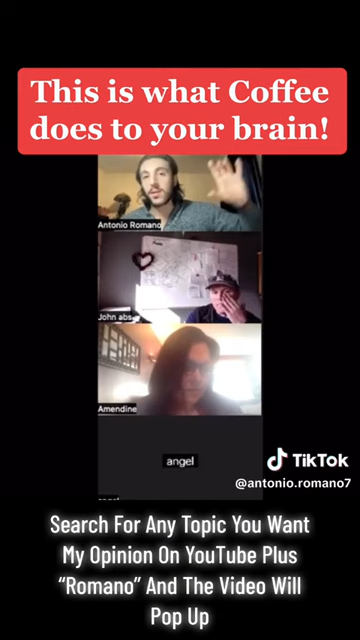 This is what Coffee
does to your brain!
Antonio Romano
John abs
Amendine
angel
TikTok
@antonio.romano7
Search For Any Topic You Want
My Opinion On YouTube Plus
“Romano” And The Video Will
Pop Up